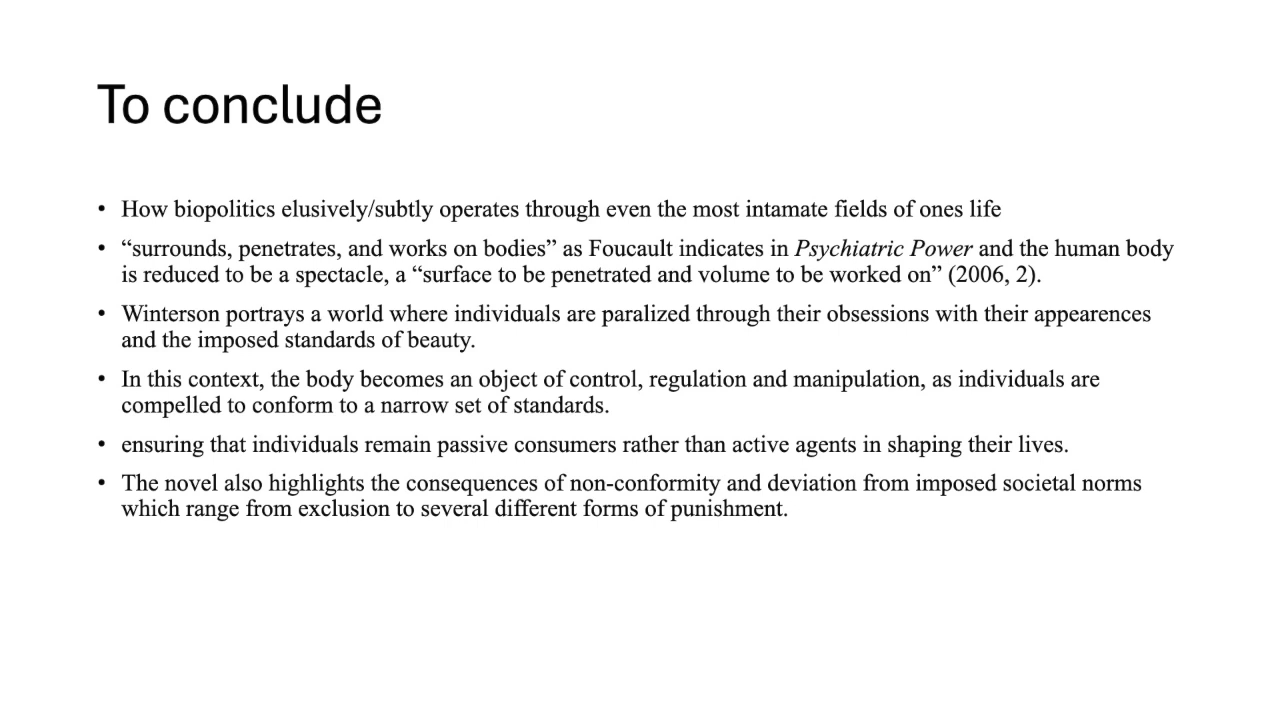 To conclude
• How biopolitics elusively/subtly operates through even the most intamate fields of ones life
• “surrounds, penetrates, and works on bodies” as Foucault indicates in Psychiatric Power and the human body
is reduced to be a spectacle, a “surface to be penetrated and volume to be worked on” (2006, 2).
• Winterson portrays a world where individuals are paralized through their obsessions with their appearences
and the imposed standards of beauty.
• In this context, the body becomes an object of control, regulation and manipulation, as individuals are
compelled to conform to a narrow set of standards.
• ensuring that individuals remain passive consumers rather than active agents in shaping their lives.
• The novel also highlights the consequences of non-conformity and deviation from imposed societal norms
which range from exclusion to several different forms of punishment.